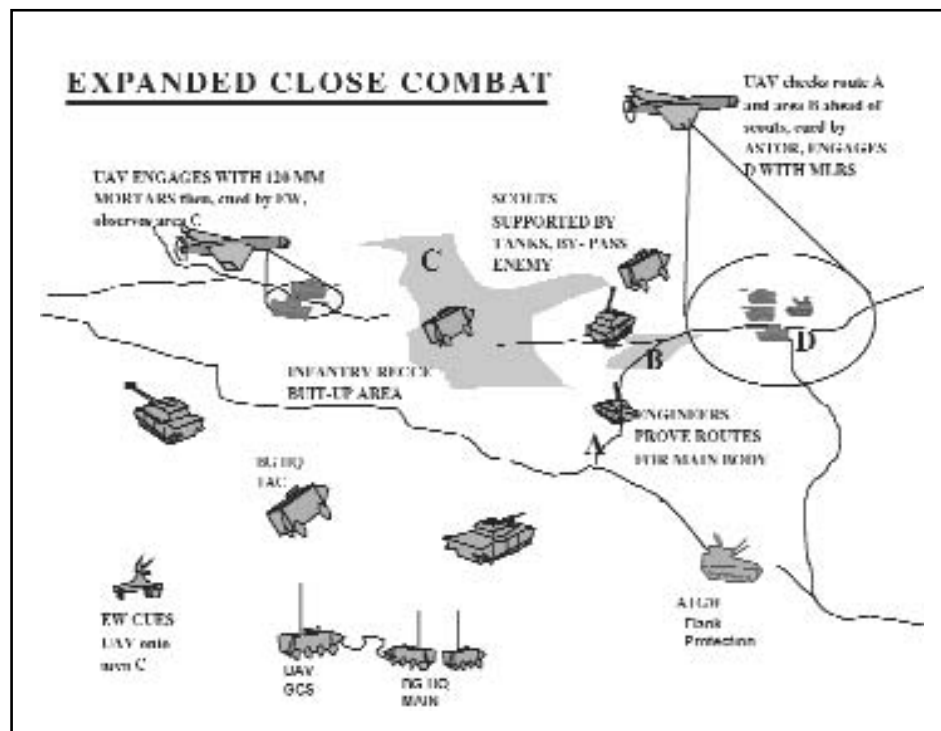 EXPANDED CLOSE COMBAT
UAV checks route A
and area B ahead of
scouts, cued by
ASTOR, ENGAGES
D WITH MLRS
UAV ENGAGES WITH 120 MM
MORTARS then, cued by EW,
observes area C
SCOUTS
SUPPORTED BY
TANKS, BY- PASS
ENEMY
C
D
B
INFANTRY RECCE
BUIT-UP AREA
ENGINEERS
PROVE ROUTES
FOR MAIN BODY
A
BG HQ
TAC
EW CUES
UAV onto
town C
UAV
GCS
BG HQ
MAIN
ATGW
Flank
Protection